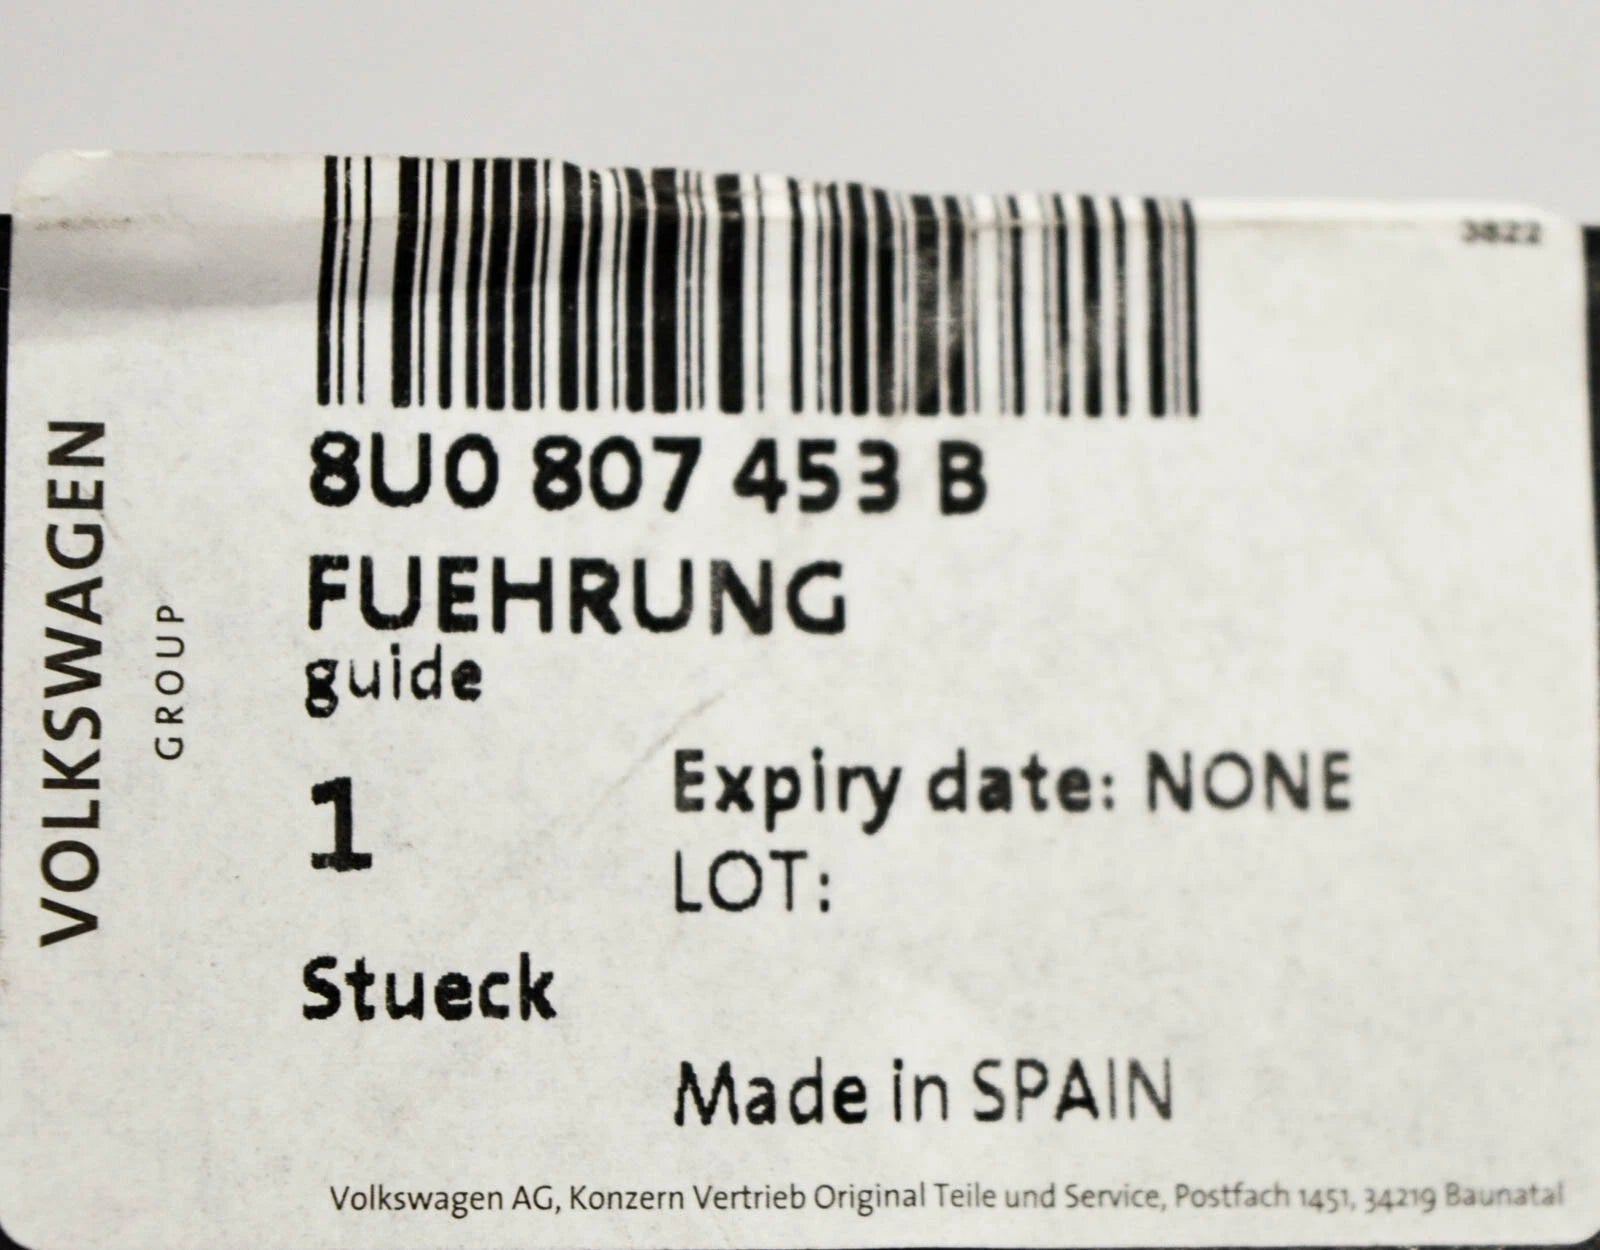 3822
VOLKSWAGEN
GROUP
8U0 807 453 B
FUEHRUNG
guide
1
Expiry date: NONE
LOT:
Stueck
Made in SPAIN
Volkswagen AG, Konzern Vertrieb Original Teile und Service, Postfach 1451, 34219 Baunatal